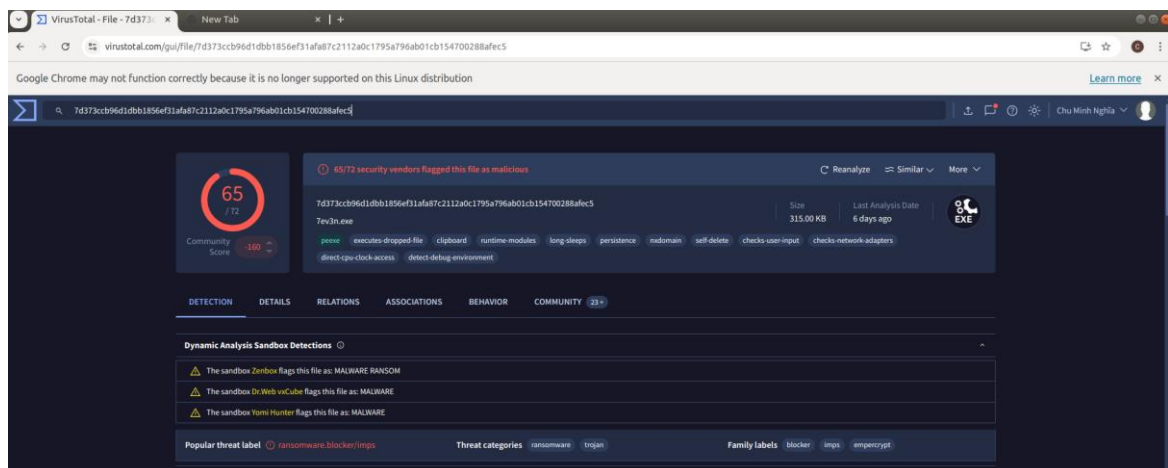 VirusTotal - File - 7d373c
New Tab
virustotal.com/gui/file/7d373ccb96d1dbb1856ef31afa87c2112a0c1795a796ab01cb154700288afec5
Google Chrome may not function correctly because it is no longer supported on this Linux distribution
Learn more
7d373ccb96d1dbb1856ef31afa87c2112a0c1795a796ab01cb154700288afec5
Chu Minh Nghĩa
65
/ 72
Community Score
-160
65/72 security vendors flagged this file as malicious
Reanalyze
Similar
More
7d373ccb96d1dbb1856ef31afa87c2112a0c1795a796ab01cb154700288afec5
7ev3n.exe
Size
315.00 KB
Last Analysis Date
6 days ago
EXE
peexe executes-dropped-file clipboard runtime-modules long-sleeps persistence nxdomain self-delete checks-user-input checks-network-adapters
direct-cpu-clock-access detect-debug-environment
DETECTION DETAILS RELATIONS ASSOCIATIONS BEHAVIOR COMMUNITY 23+
Dynamic Analysis Sandbox Detections
The sandbox Zenbox flags this file as: MALWARE RANSOM
The sandbox Dr.Web vxCube flags this file as: MALWARE
The sandbox Yomi Hunter flags this file as: MALWARE
Popular threat label ransomware.blocker/imps
Threat categories ransomware trojan
Family labels blocker imps empercrypt